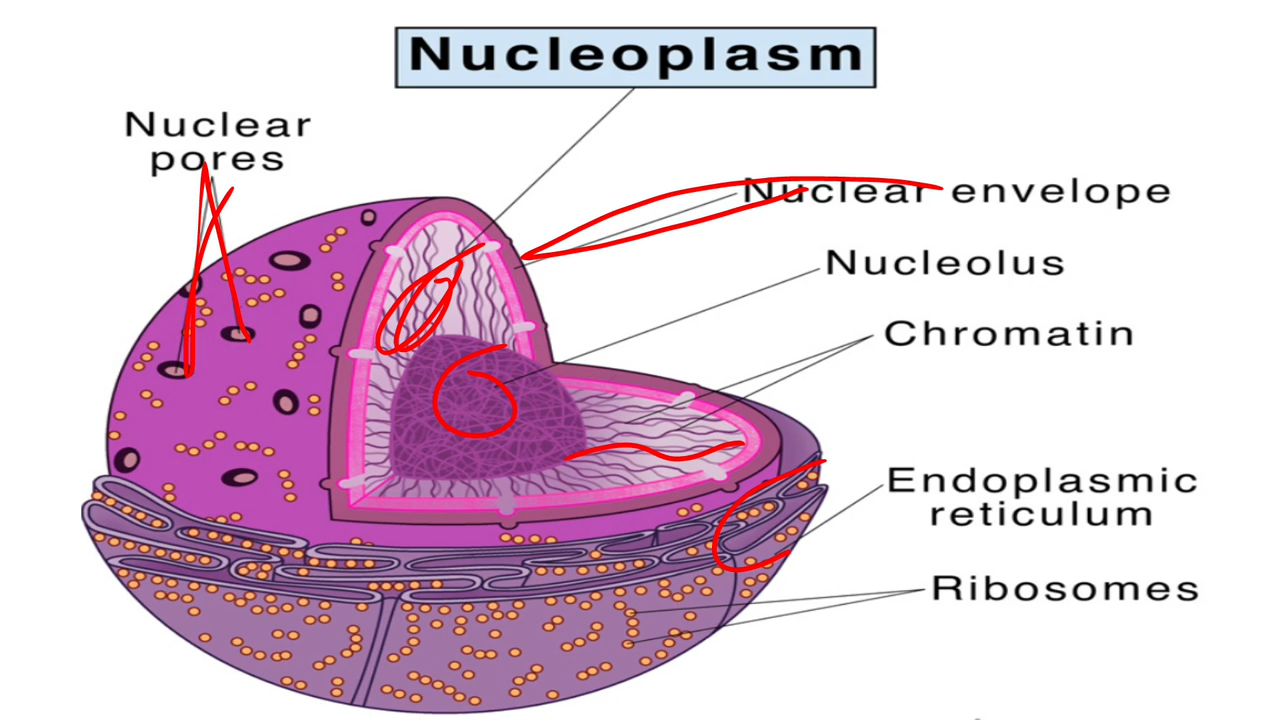 Nucleoplasm
Nuclear
pores
Nuclear envelope
Nucleolus
Chromatin
Endoplasmic
reticulum
Ribosomes